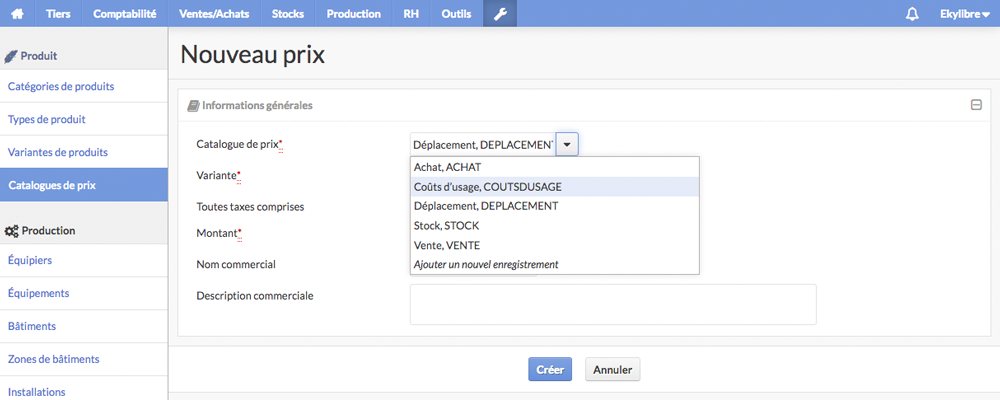 Tiers Comptabilité Ventes/Achats Stocks Production RH Outils Ekylibre
Produit
Catégories de produits
Types de produit
Variantes de produits
Catalogues de prix
Production
Équipiers
Équipements
Bâtiments
Zones de bâtiments
Installations
Nouveau prix
Informations générales
Catalogue de prix* Déplacement, DEPLACEMENT
Achat, ACHAT
Coûts d'usage, COUTSDUSAGE
Déplacement, DEPLACEMENT
Stock, STOCK
Vente, VENTE
Ajouter un nouvel enregistrement
Variante*
Toutes taxes comprises
Montant*
Nom commercial
Description commerciale
Créer Annuler